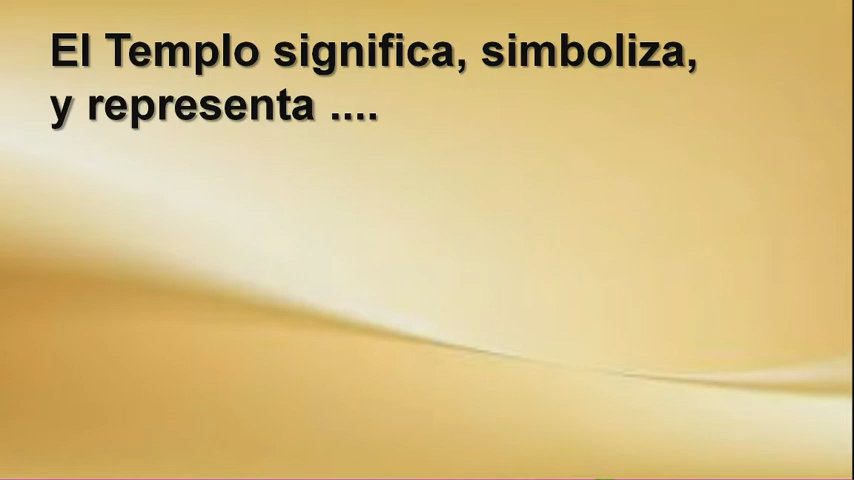 El Templo significa, simboliza,
y representa ....